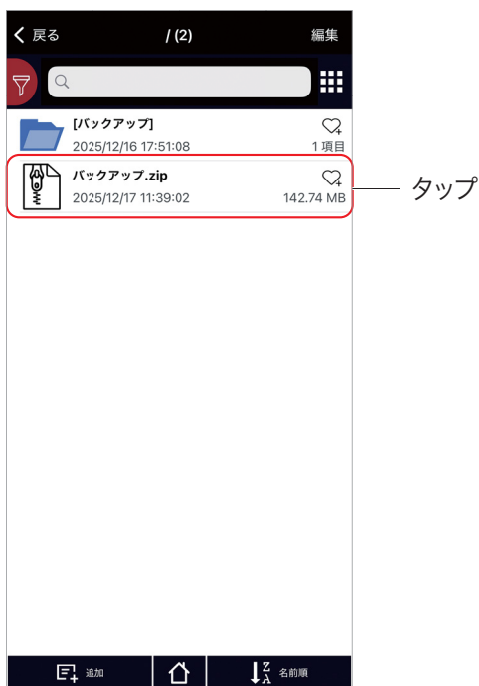 戻る / (2) 編集
[バックアップ]
2025/12/16 17:51:08 1 項目
バックアップ.zip
2025/12/17 11:39:02 142.74 MB
タップ
追加 Z A 名前順